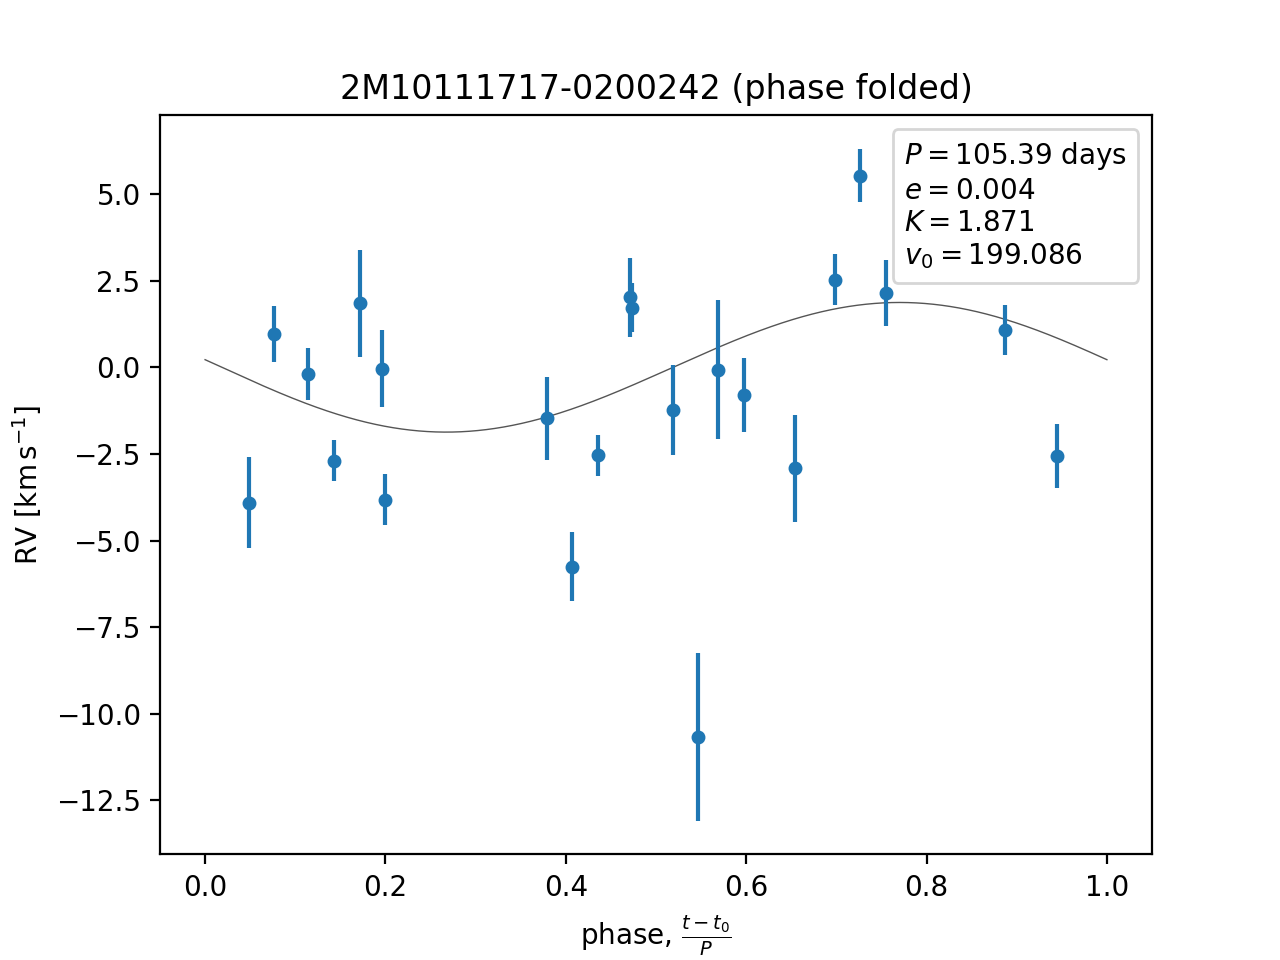 2M10111717-0200242 (phase folded)
P = 105.39 days
e = 0.004
K = 1.871
v₀ = 199.086
5.0
2.5
0.0
−2.5
−5.0
−7.5
−10.0
−12.5
RV [km s⁻¹]
0.0 0.2 0.4 0.6 0.8 1.0
phase, (t − t₀)/P